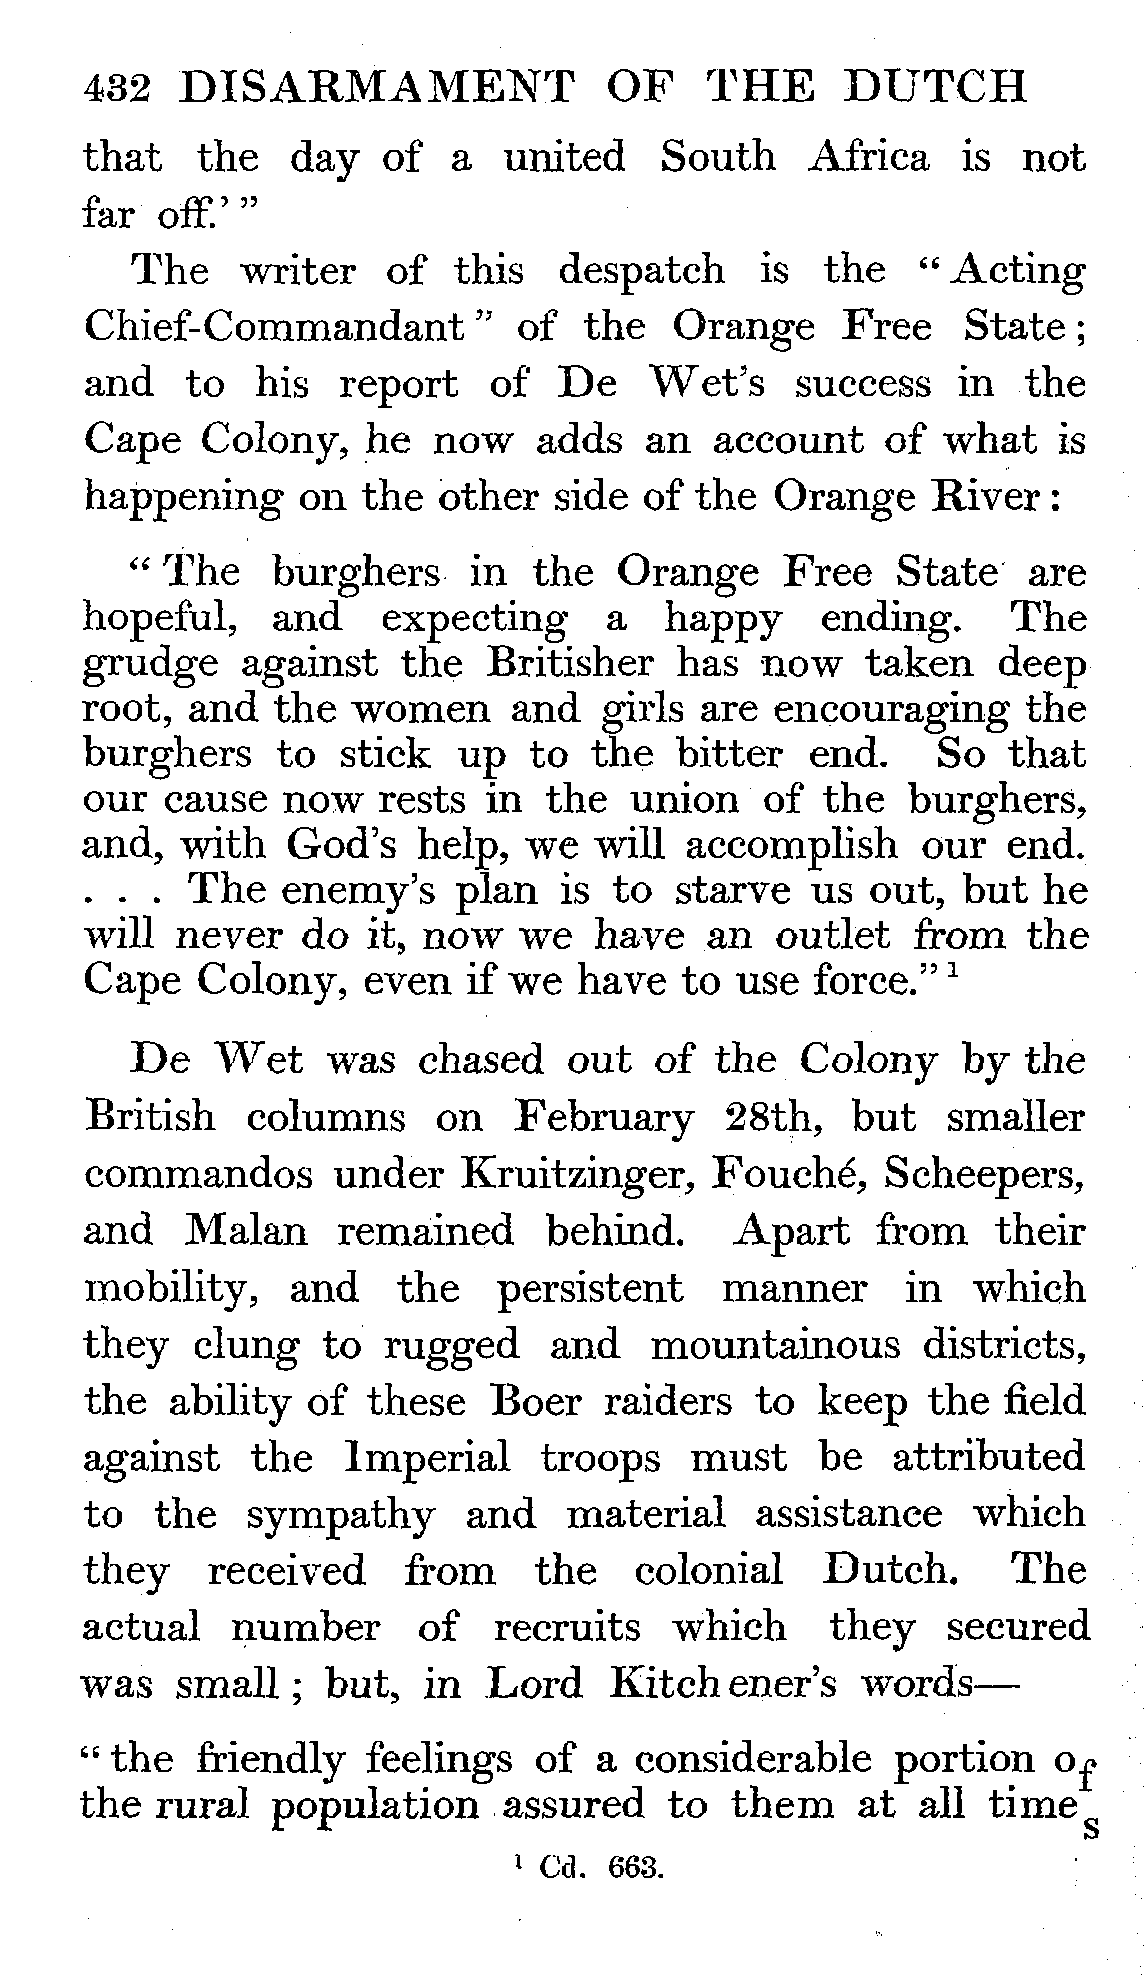 432 DISARMAMENT OF THE DUTCH
that the day of a united South Africa is not
far off.' "
The writer of this despatch is the " Acting
Chief-Commandant " of the Orange Free State ;
and to his report of De Wet's success in the
Cape Colony, he now adds an account of what is
happening on the other side of the Orange River :
" The burghers in the Orange Free State are
hopeful, and expecting a happy ending. The
grudge against the Britisher has now taken deep
root, and the women and girls are encouraging the
burghers to stick up to the bitter end. So that
our cause now rests in the union of the burghers,
and, with God's help, we will accomplish our end.
. . . The enemy's plan is to starve us out, but he
will never do it, now we have an outlet from the
Cape Colony, even if we have to use force." ¹
De Wet was chased out of the Colony by the
British columns on February 28th, but smaller
commandos under Kruitzinger, Fouché, Scheepers,
and Malan remained behind. Apart from their
mobility, and the persistent manner in which
they clung to rugged and mountainous districts,
the ability of these Boer raiders to keep the field
against the Imperial troops must be attributed
to the sympathy and material assistance which
they received from the colonial Dutch. The
actual number of recruits which they secured
was small ; but, in Lord Kitchener's words—
" the friendly feelings of a considerable portion of
the rural population assured to them at all times
¹ Cd. 663.